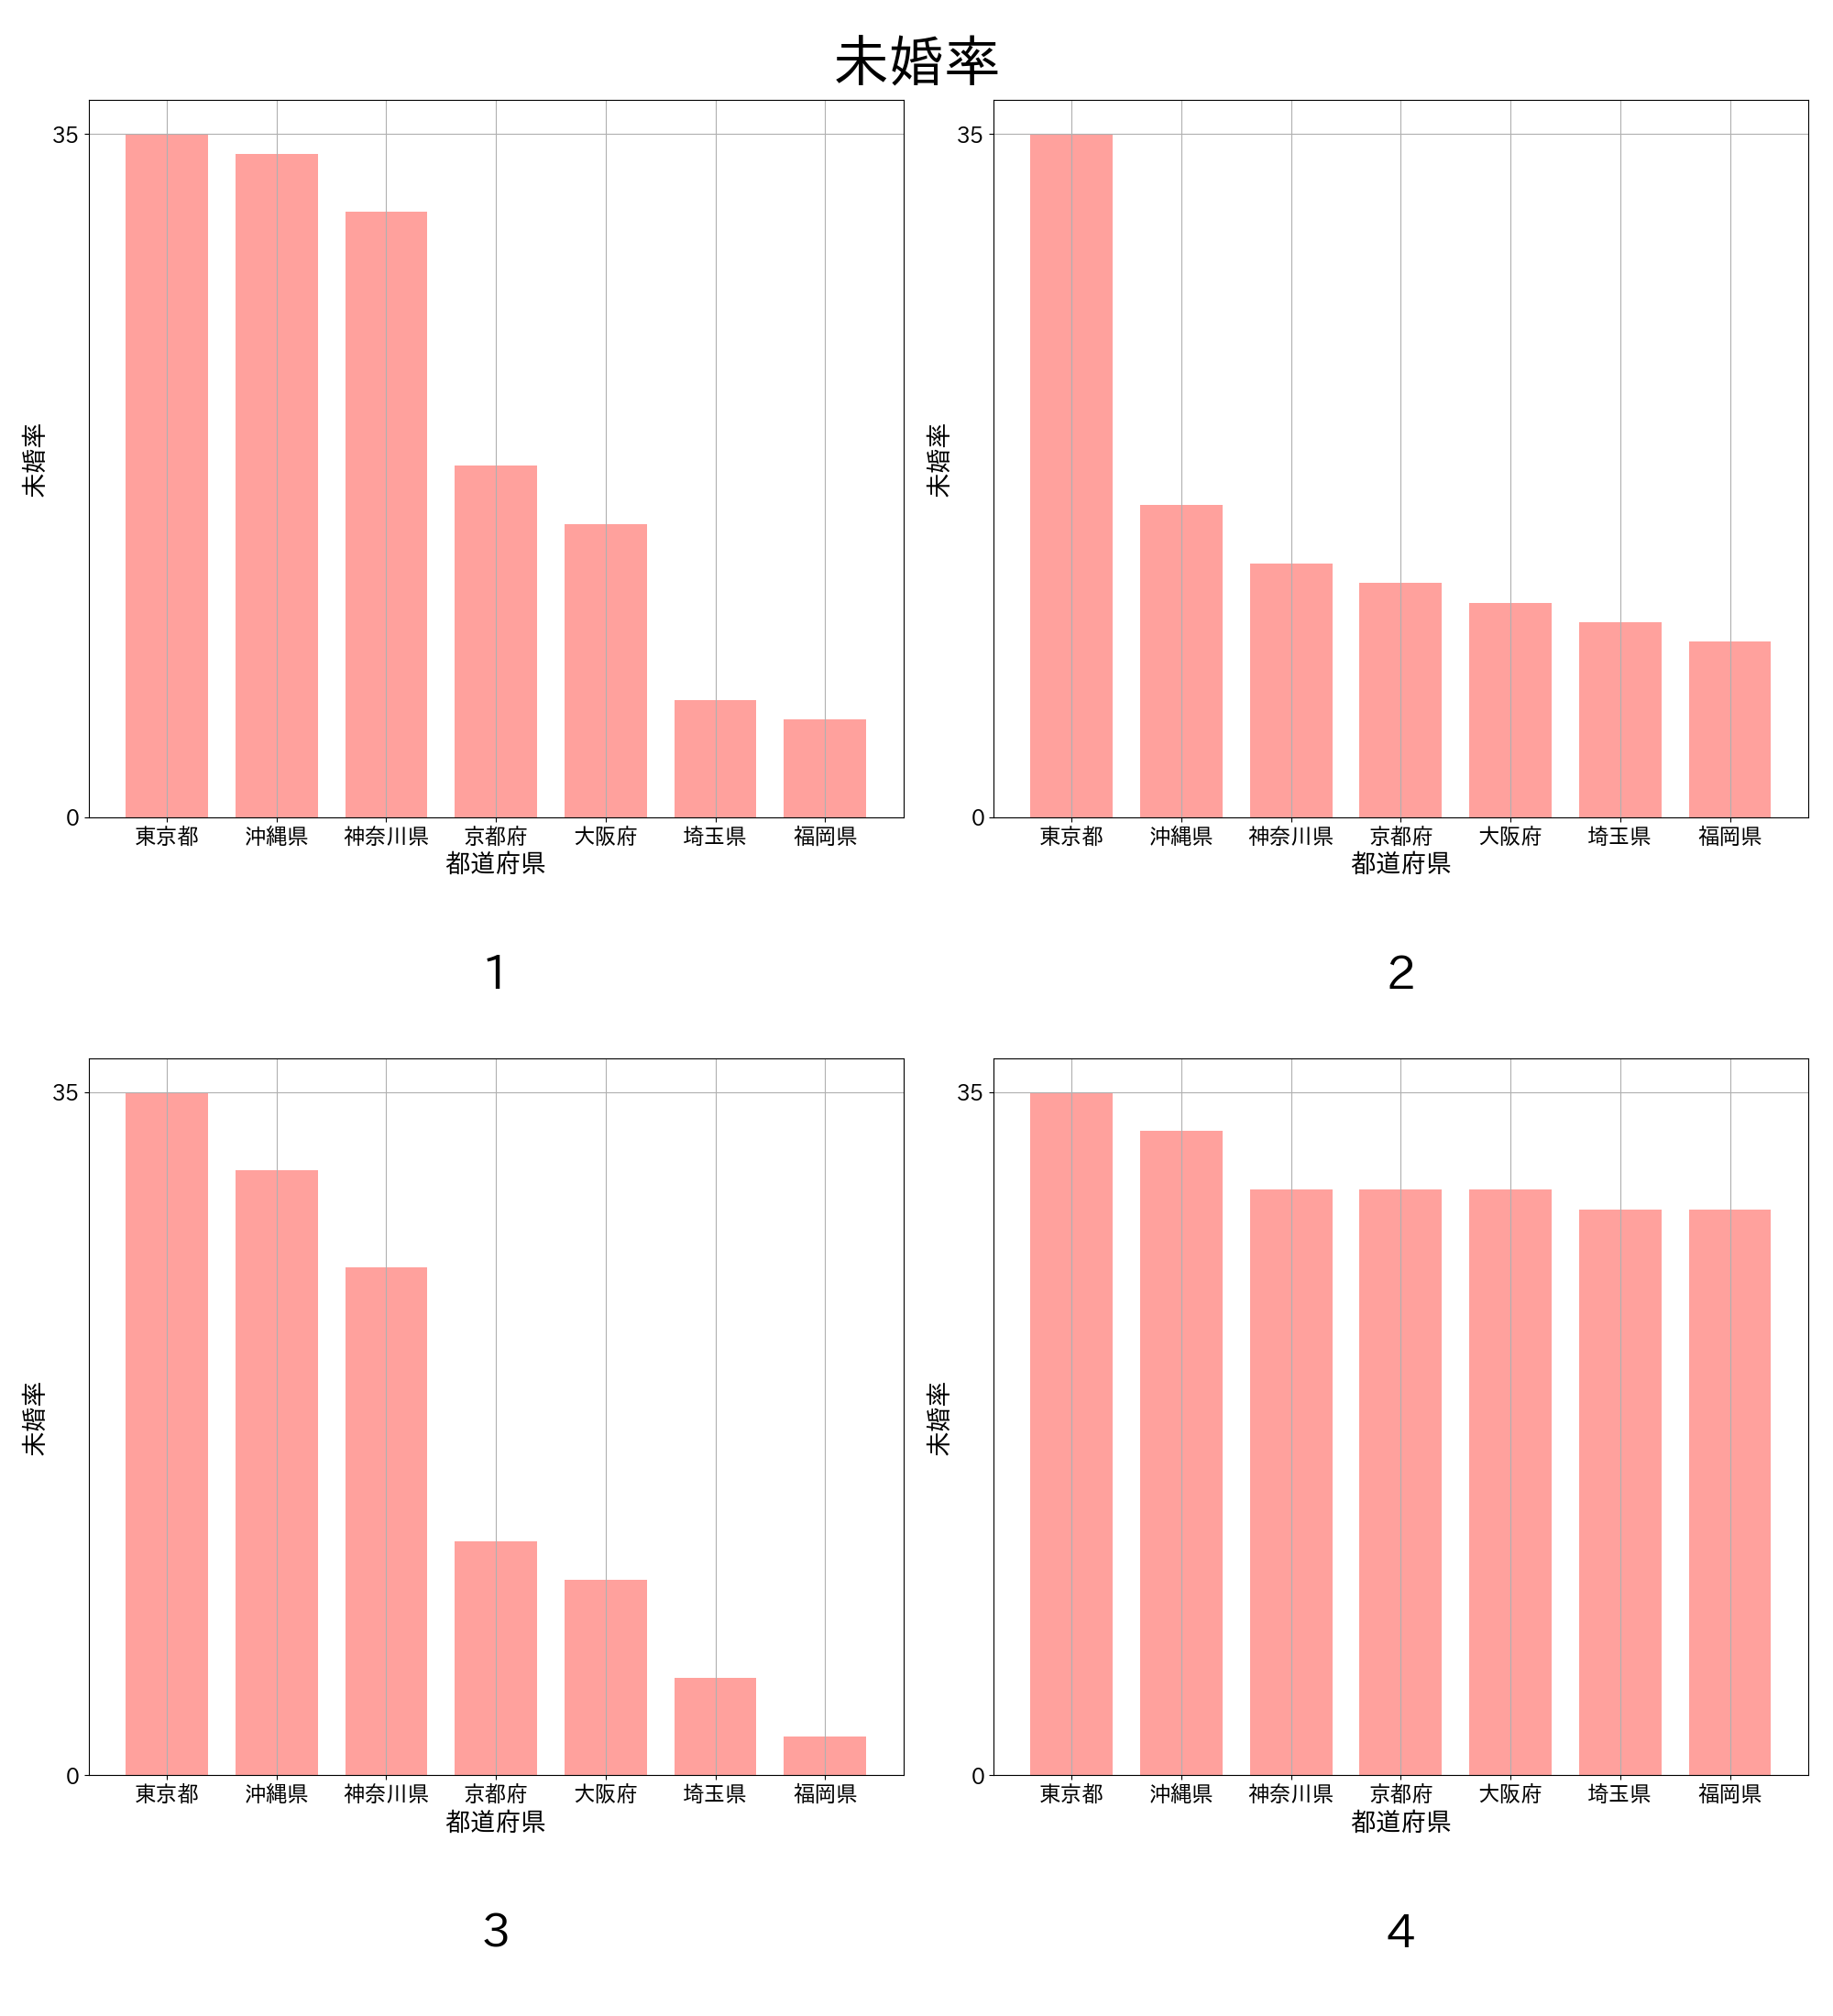 未婚率
35
0
未婚率
東京都 沖縄県 神奈川県 京都府 大阪府 埼玉県 福岡県
都道府県
1
35
0
未婚率
東京都 沖縄県 神奈川県 京都府 大阪府 埼玉県 福岡県
都道府県
2
35
0
未婚率
東京都 沖縄県 神奈川県 京都府 大阪府 埼玉県 福岡県
都道府県
3
35
0
未婚率
東京都 沖縄県 神奈川県 京都府 大阪府 埼玉県 福岡県
都道府県
4